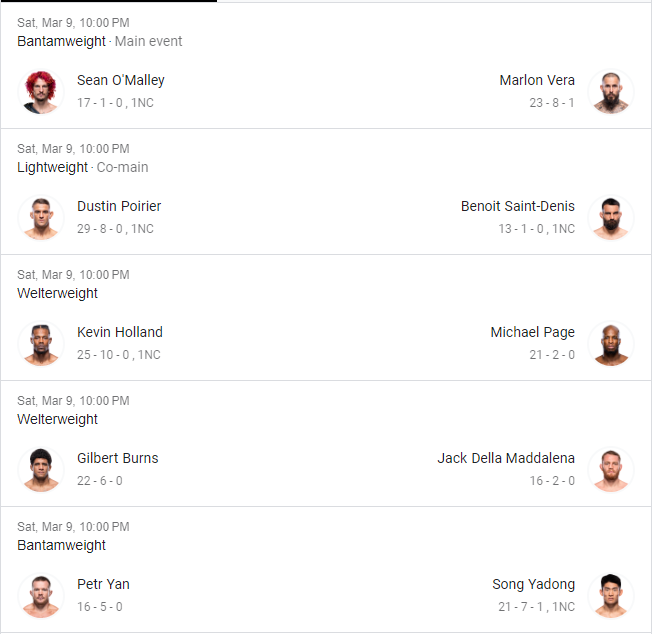 Sat, Mar 9, 10:00 PM
Bantamweight · Main event
Sean O'Malley Marlon Vera
17 - 1 - 0 , 1NC 23 - 8 - 1
Sat, Mar 9, 10:00 PM
Lightweight · Co-main
Dustin Poirier Benoit Saint-Denis
29 - 8 - 0 , 1NC 13 - 1 - 0 , 1NC
Sat, Mar 9, 10:00 PM
Welterweight
Kevin Holland Michael Page
25 - 10 - 0 , 1NC 21 - 2 - 0
Sat, Mar 9, 10:00 PM
Welterweight
Gilbert Burns Jack Della Maddalena
22 - 6 - 0 16 - 2 - 0
Sat, Mar 9, 10:00 PM
Bantamweight
Petr Yan Song Yadong
16 - 5 - 0 21 - 7 - 1 , 1NC